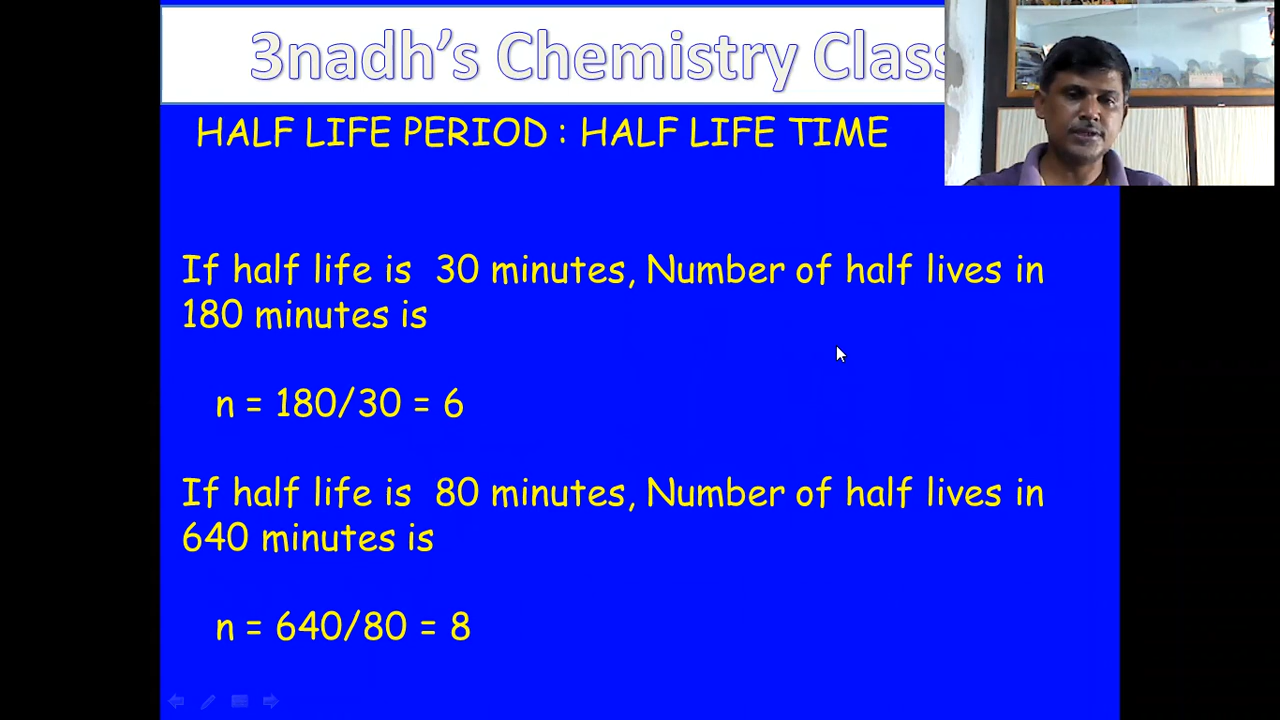 3nadh's Chemistry Class
HALF LIFE PERIOD : HALF LIFE TIME
If half life is 30 minutes, Number of half lives in
180 minutes is
n = 180/30 = 6
If half life is 80 minutes, Number of half lives in
640 minutes is
n = 640/80 = 8